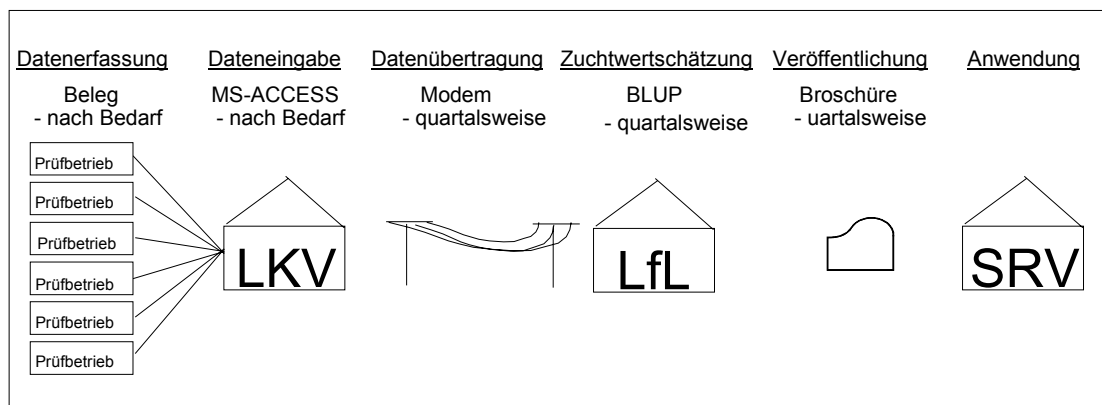 Datenerfassung Dateneingabe Datenübertragung Zuchtwertschätzung Veröffentlichung Anwendung
Beleg MS-ACCESS Modem BLUP Broschüre
- nach Bedarf - nach Bedarf - quartalsweise - quartalsweise - uartalsweise
Prüfbetrieb
Prüfbetrieb
Prüfbetrieb
Prüfbetrieb
Prüfbetrieb
Prüfbetrieb
LKV LfL SRV